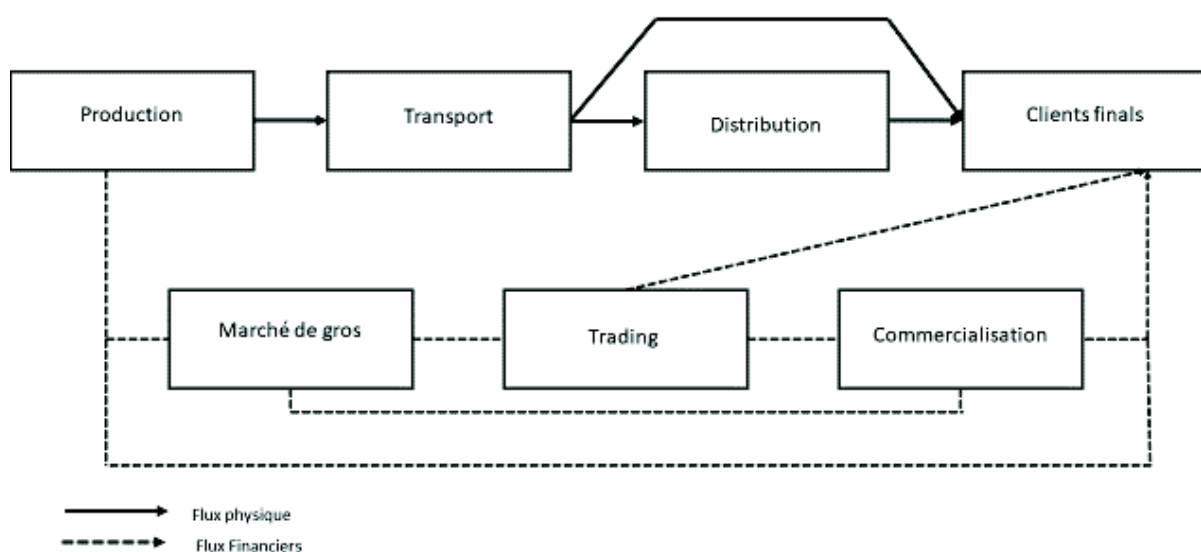 Production
Transport
Distribution
Clients finals
Marché de gros
Trading
Commercialisation
Flux physique
Flux Financiers